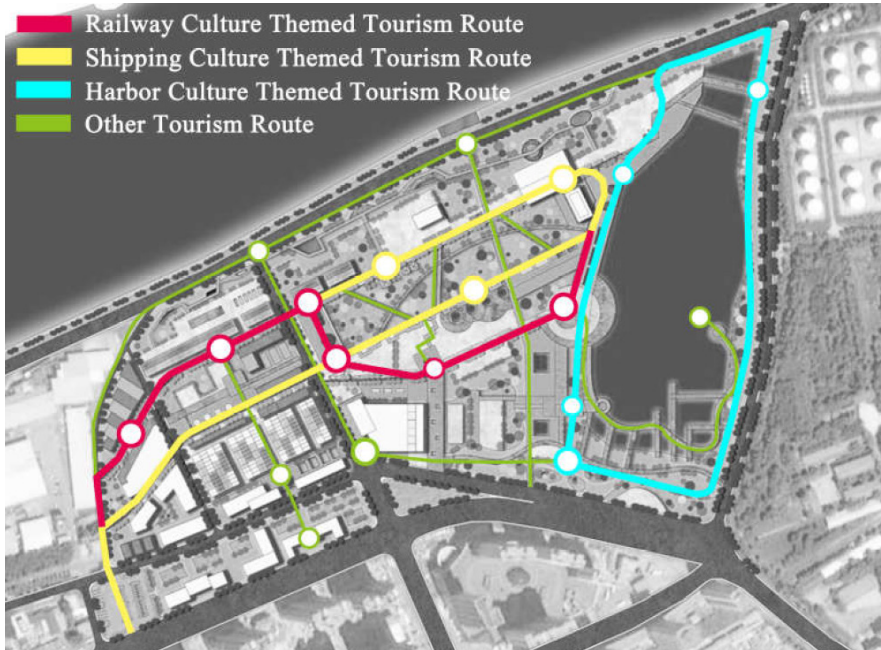 Railway Culture Themed Tourism Route
Shipping Culture Themed Tourism Route
Harbor Culture Themed Tourism Route
Other Tourism Route